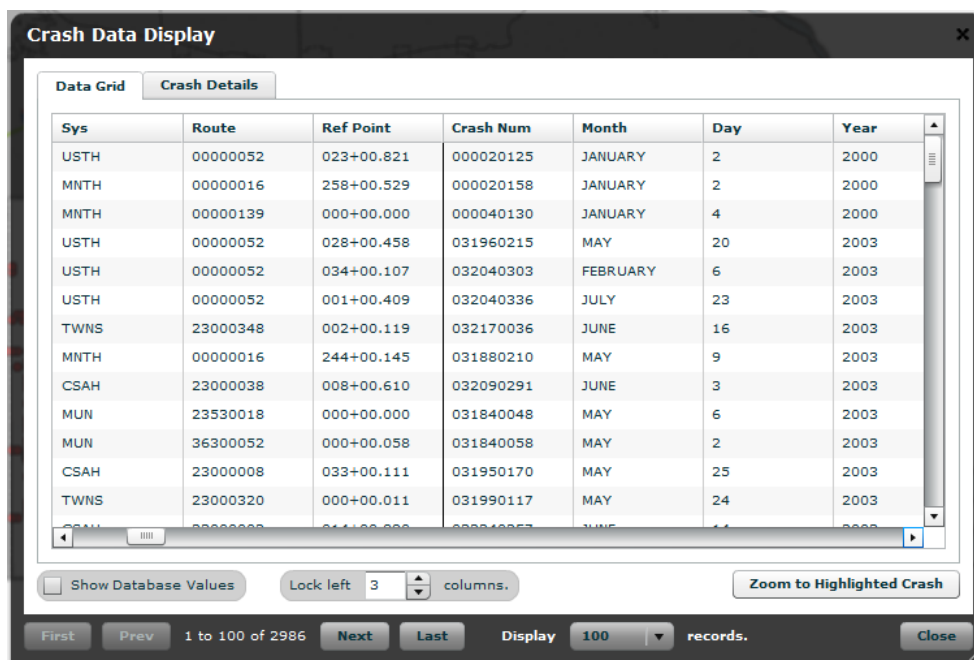 Crash Data Display
Data Grid Crash Details
Sys Route Ref Point Crash Num Month Day Year
USTH 00000052 023+00.821 000020125 JANUARY 2 2000
MNTH 00000016 258+00.529 000020158 JANUARY 2 2000
MNTH 00000139 000+00.000 000040130 JANUARY 4 2000
USTH 00000052 028+00.458 031960215 MAY 20 2003
USTH 00000052 034+00.107 032040303 FEBRUARY 6 2003
USTH 00000052 001+00.409 032040336 JULY 23 2003
TWNS 23000348 002+00.119 032170036 JUNE 16 2003
MNTH 00000016 244+00.145 031880210 MAY 9 2003
CSAH 23000038 008+00.610 032090291 JUNE 3 2003
MUN 23530018 000+00.000 031840048 MAY 6 2003
MUN 36300052 000+00.058 031840058 MAY 2 2003
CSAH 23000008 033+00.111 031950170 MAY 25 2003
TWNS 23000320 000+00.011 031990117 MAY 24 2003
Show Database Values Lock left 3 columns. Zoom to Highlighted Crash
First Prev 1 to 100 of 2986 Next Last Display 100 records. Close